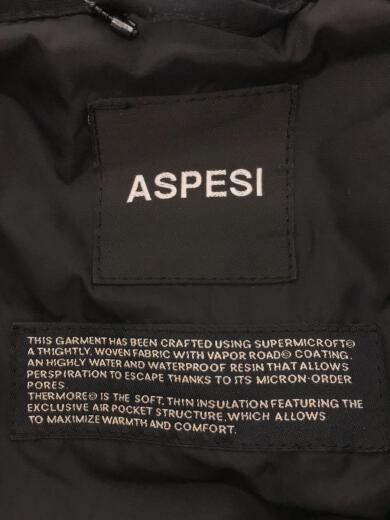 ASPESI
THIS GARMENT HAS BEEN CRAFTED USING SUPERMICROFT©
A THIGHTLY, WOVEN FABRIC WITH VAPOR ROAD© COATING.
AN HIGHLY WATER AND WATERPROOF RESIN THAT ALLOWS
PERSPIRATION TO ESCAPE THANKS TO ITS MICRON-ORDER
PORES.
THERMORE© IS THE SOFT, THIN INSULATION FEATURING THE
EXCLUSIVE AIR POCKET STRUCTURE, WHICH ALLOWS
TO MAXIMIZE WARMTH AND COMFORT.